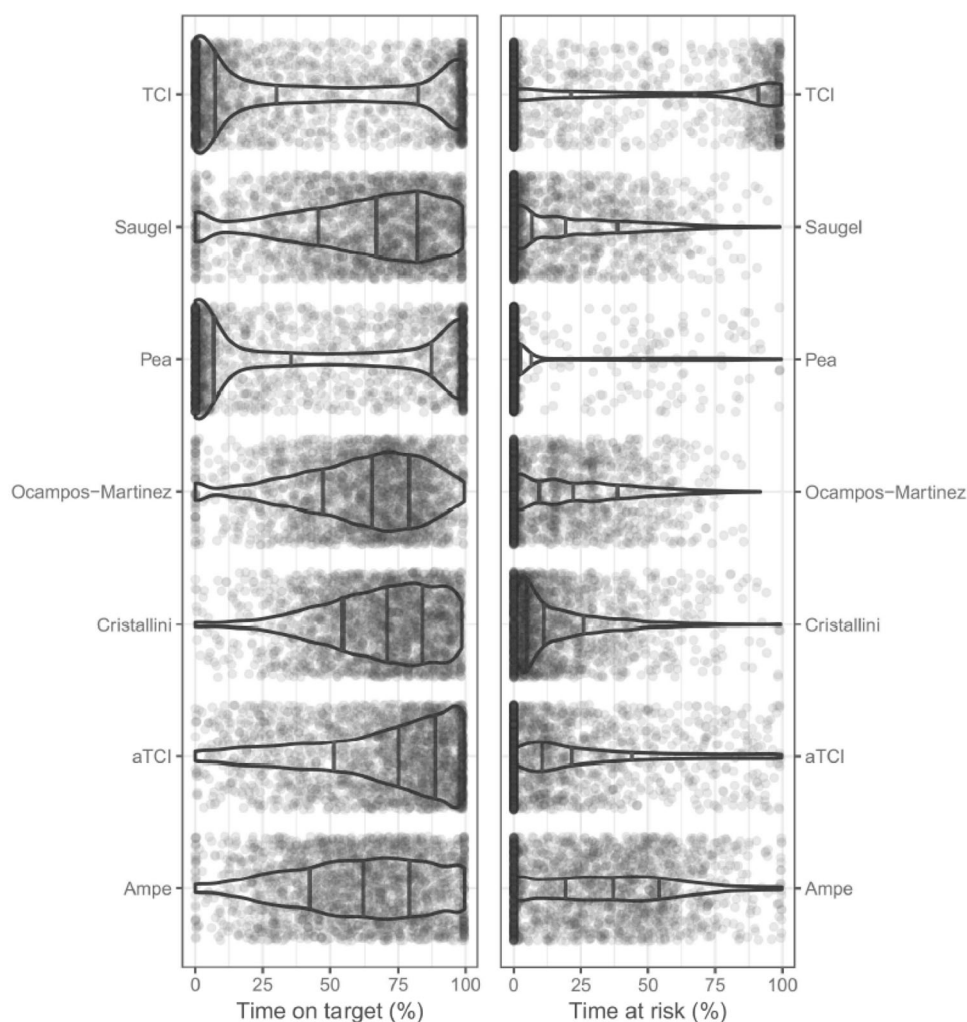 TCI TCI
Saugel Saugel
Pea Pea
Ocampos-Martinez Ocampos-Martinez
Cristallini Cristallini
aTCI aTCI
Ampe Ampe
0 25 50 75 100 0 25 50 75 100
Time on target (%) Time at risk (%)